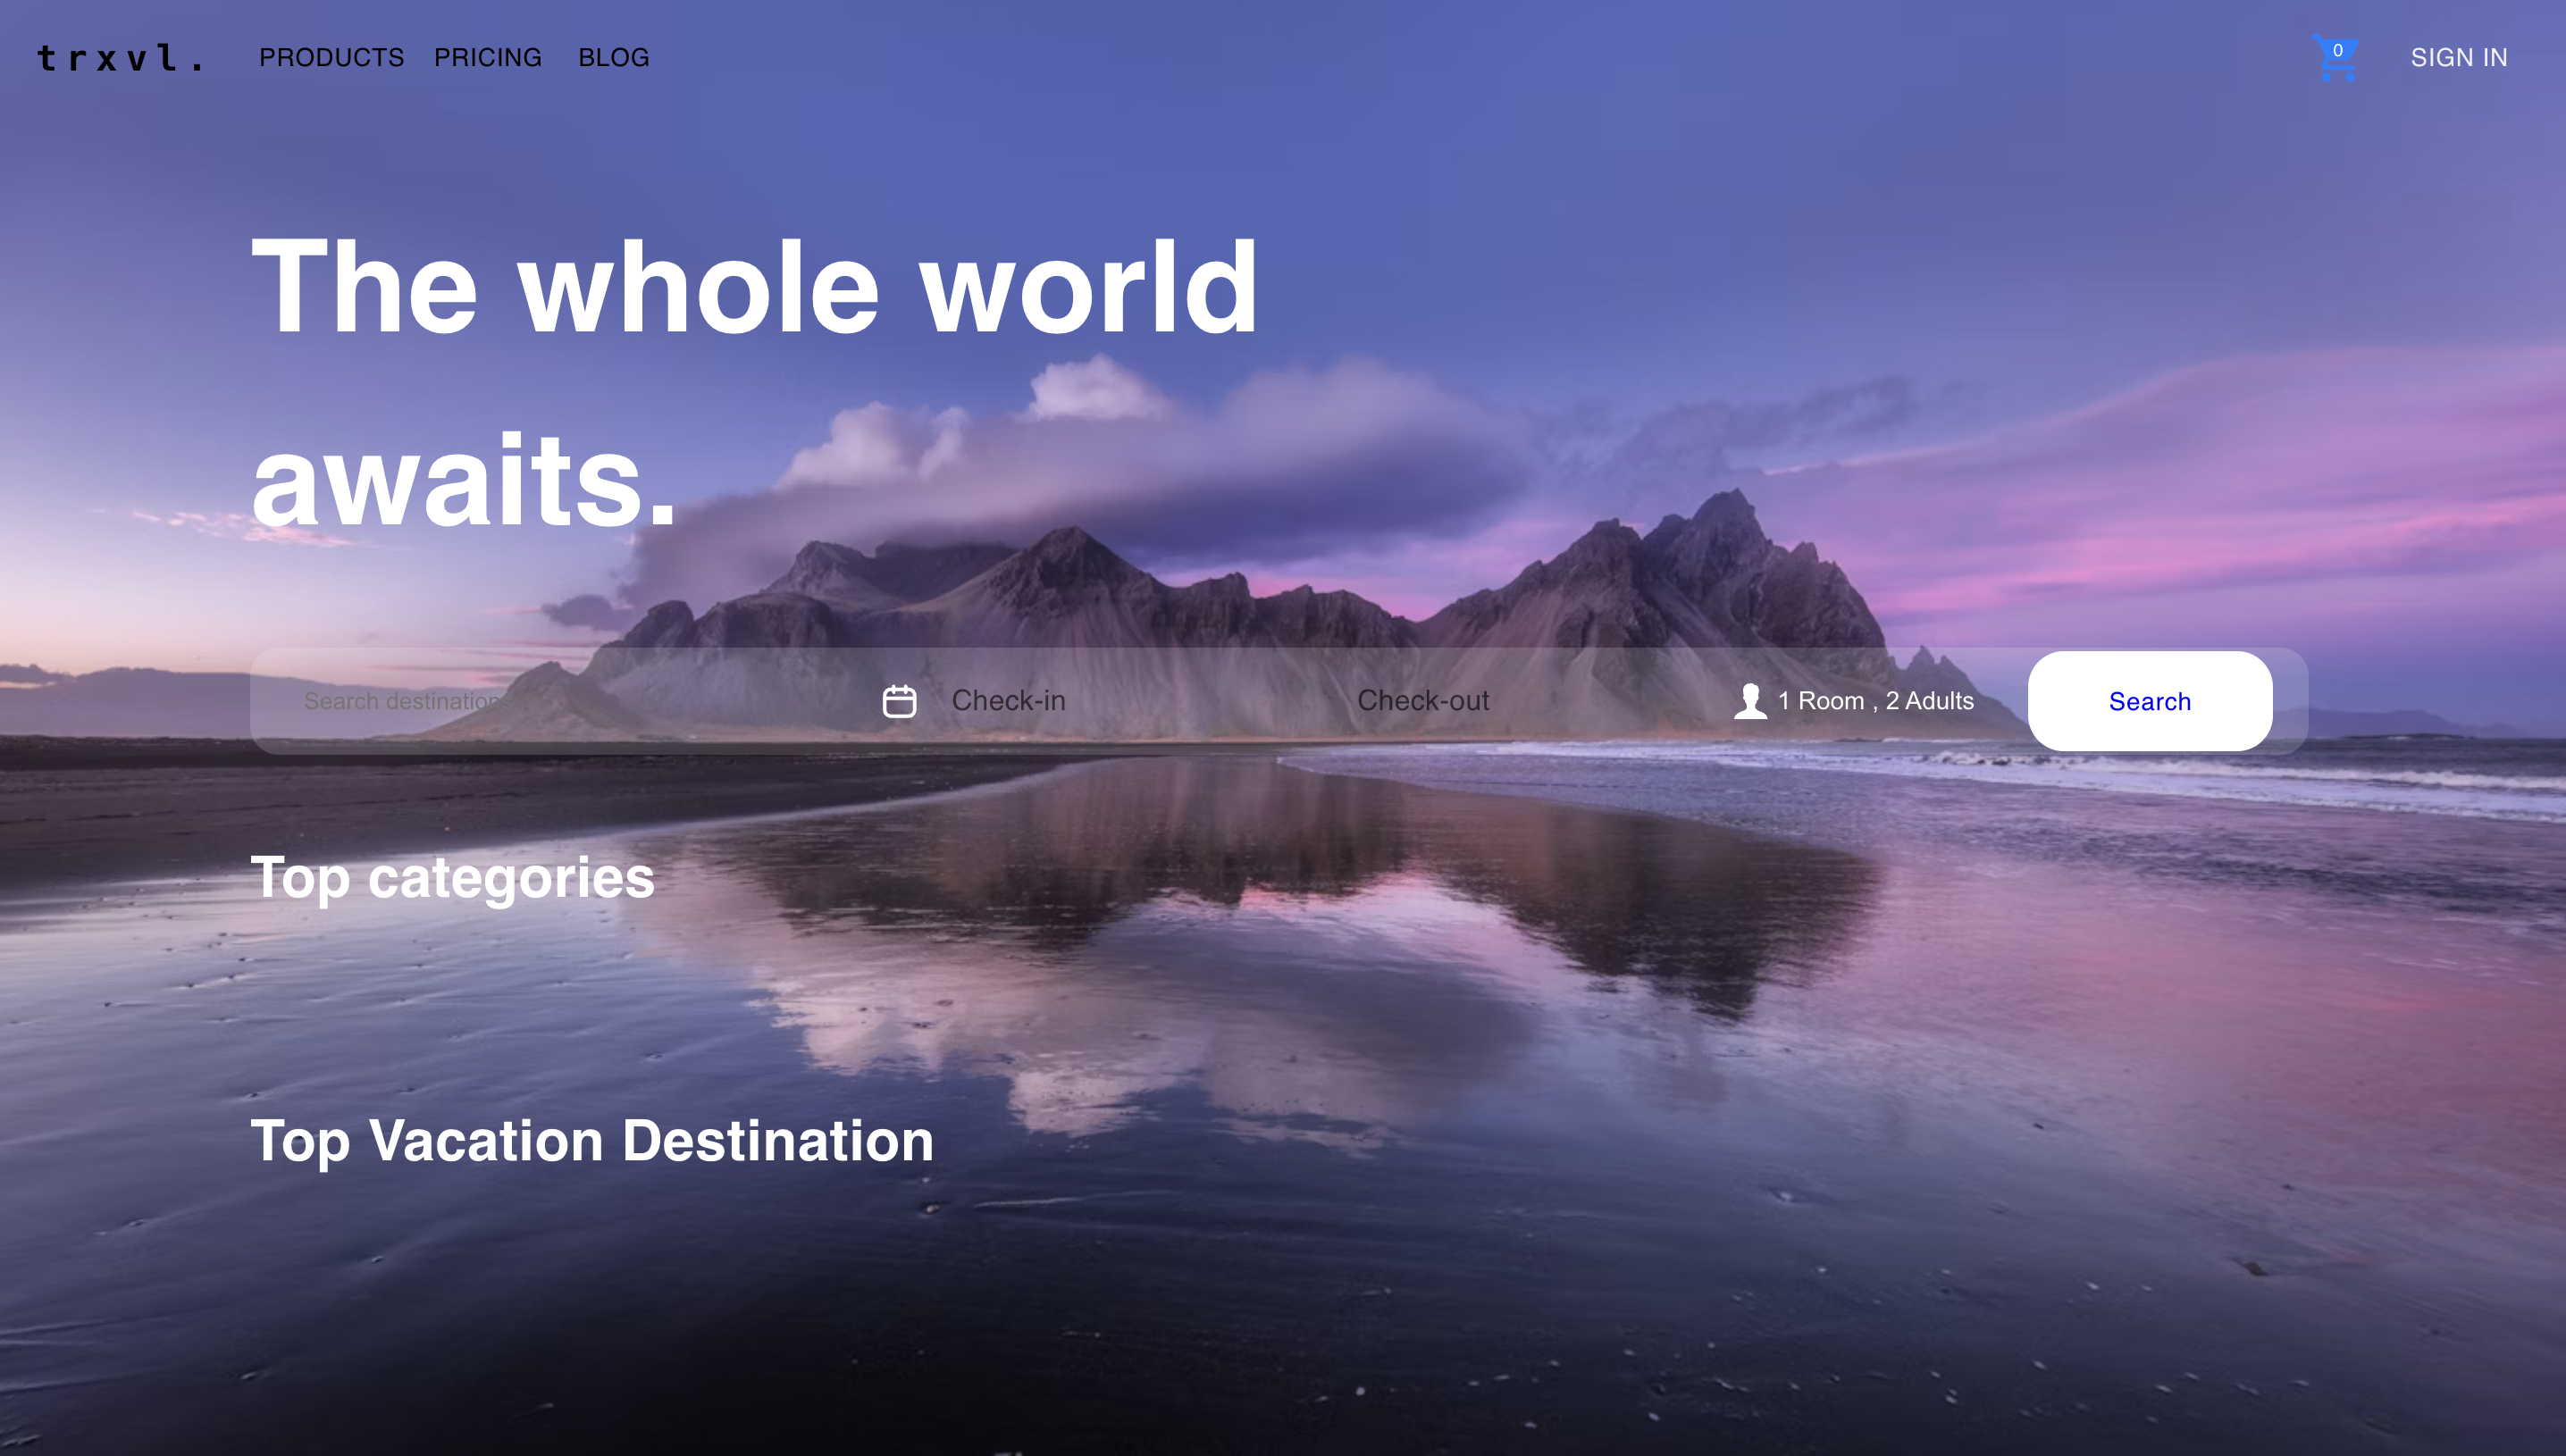 trxvl. PRODUCTS PRICING BLOG 0 SIGN IN
The whole world
awaits.
Search destinations Check-in Check-out 1 Room , 2 Adults Search
Top categories
Top Vacation Destination